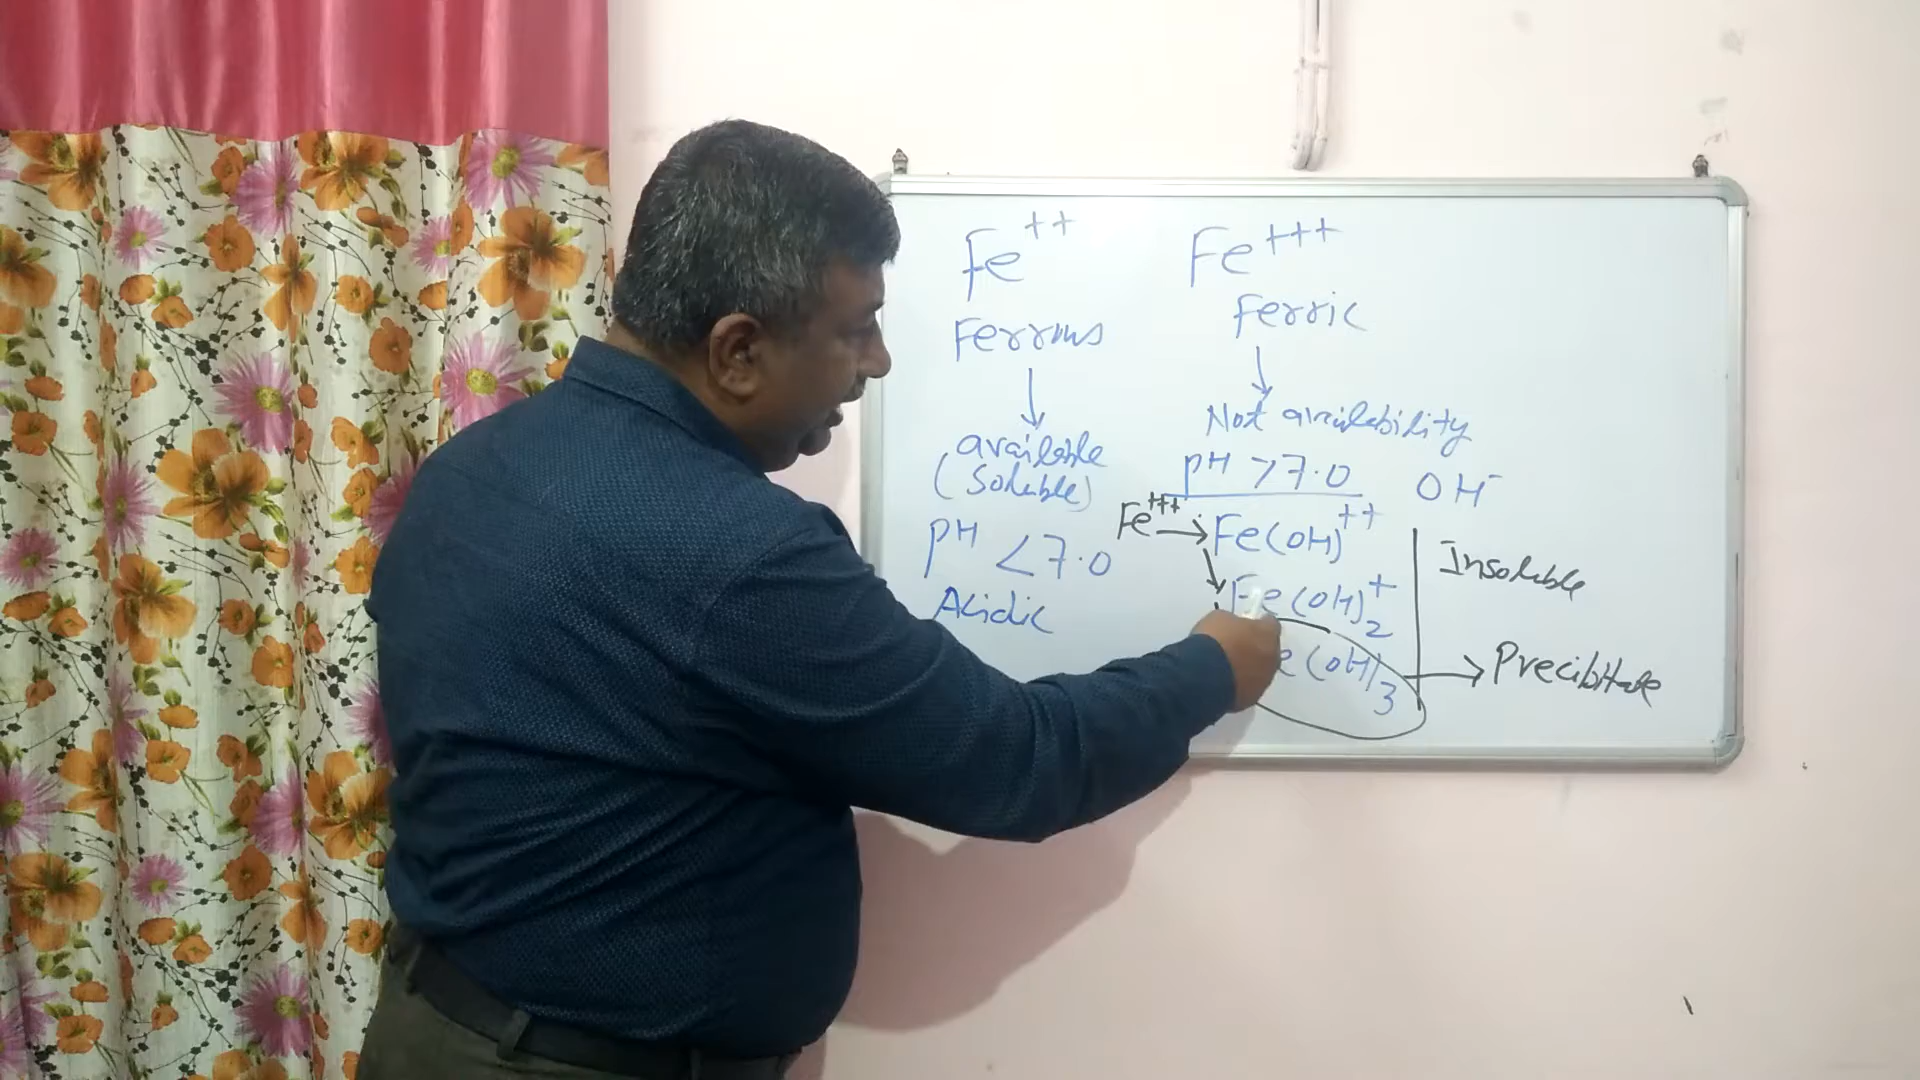 Fe++
Ferrous
available
(Soluble)
pH <7.0
Acidic
Fe+++
Ferric
Not availability
pH >7.0 OH-
Fe+++ → Fe(OH)++
Fe(OH)2+
Fe(OH)3
Insoluble
Precibitate